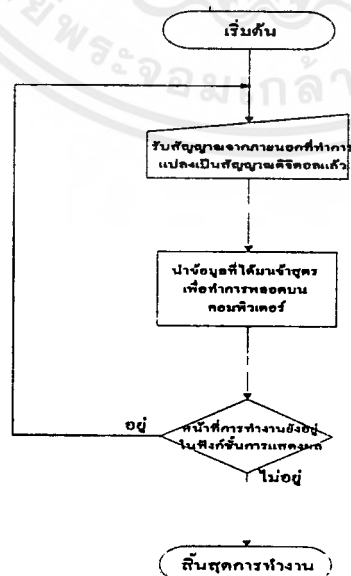 เริ่มต้น
รับสัญญาณจากภายนอกที่ทำการ
แปลงเป็นสัญญาณดิจิตอลแล้ว
นำข้อมูลที่ได้มาเข้าสูตร
เพื่อทำการพลอตบน
คอมพิวเตอร์
อยู่
หน้าที่การทำงานยังอยู่
ในฟังก์ชั่นการแสดงผล
ไม่อยู่
สิ้นสุดการทำงาน